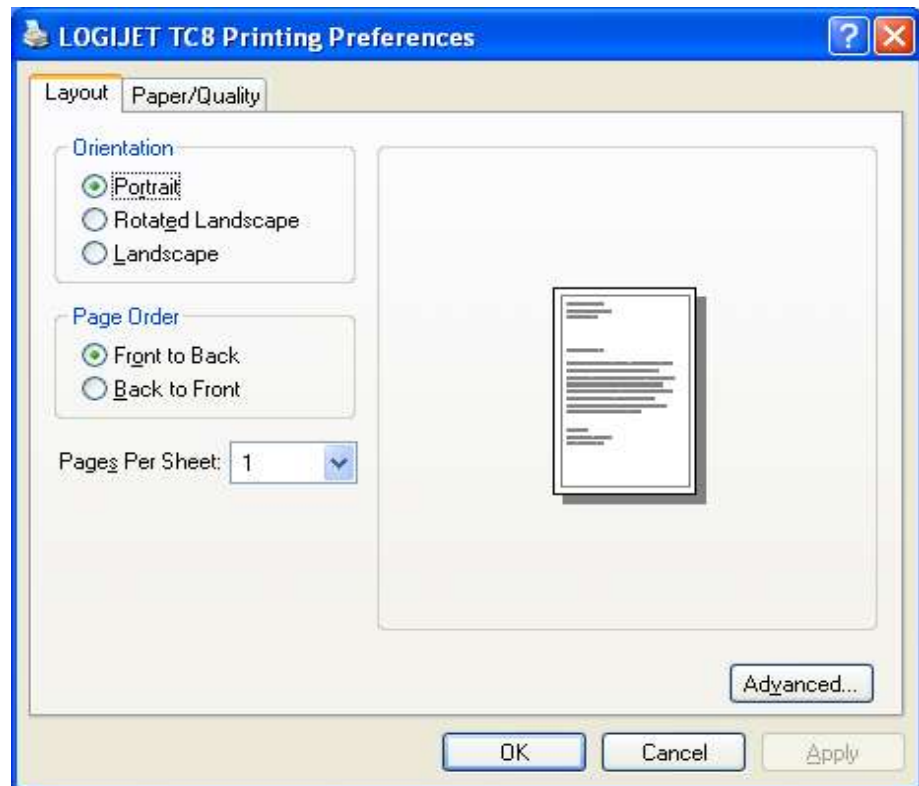 LOGIJET TC8 Printing Preferences
Layout
Paper/Quality
Orientation
Portrait
Rotated Landscape
Landscape
Page Order
Front to Back
Back to Front
Pages Per Sheet: 1
Advanced...
OK
Cancel
Apply